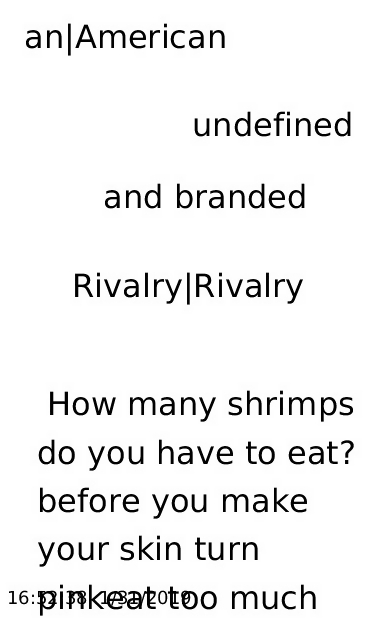 an|American
undefined
and branded
Rivalry|Rivalry
How many shrimps
do you have to eat?
before you make
your skin turn
pinkeat too much
16:52:38 1/31/2019